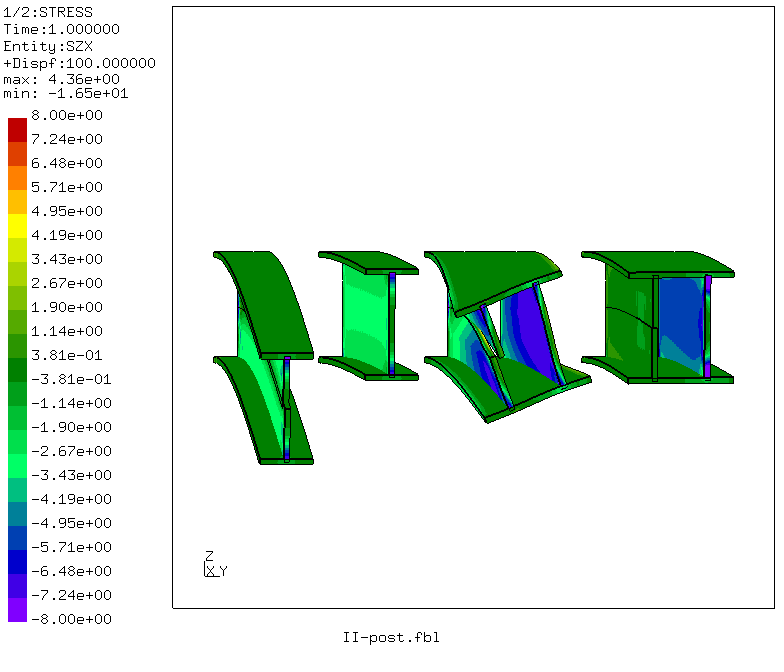 1/2:STRESS
Time:1.000000
Entity:SZX
+Dispf:100.000000
max: 4.36e+00
min: -1.65e+01
8.00e+00
7.24e+00
6.48e+00
5.71e+00
4.95e+00
4.19e+00
3.43e+00
2.67e+00
1.90e+00
1.14e+00
3.81e-01
-3.81e-01
-1.14e+00
-1.90e+00
-2.67e+00
-3.43e+00
-4.19e+00
-4.95e+00
-5.71e+00
-6.48e+00
-7.24e+00
-8.00e+00
Z
X Y
II-post.fbl